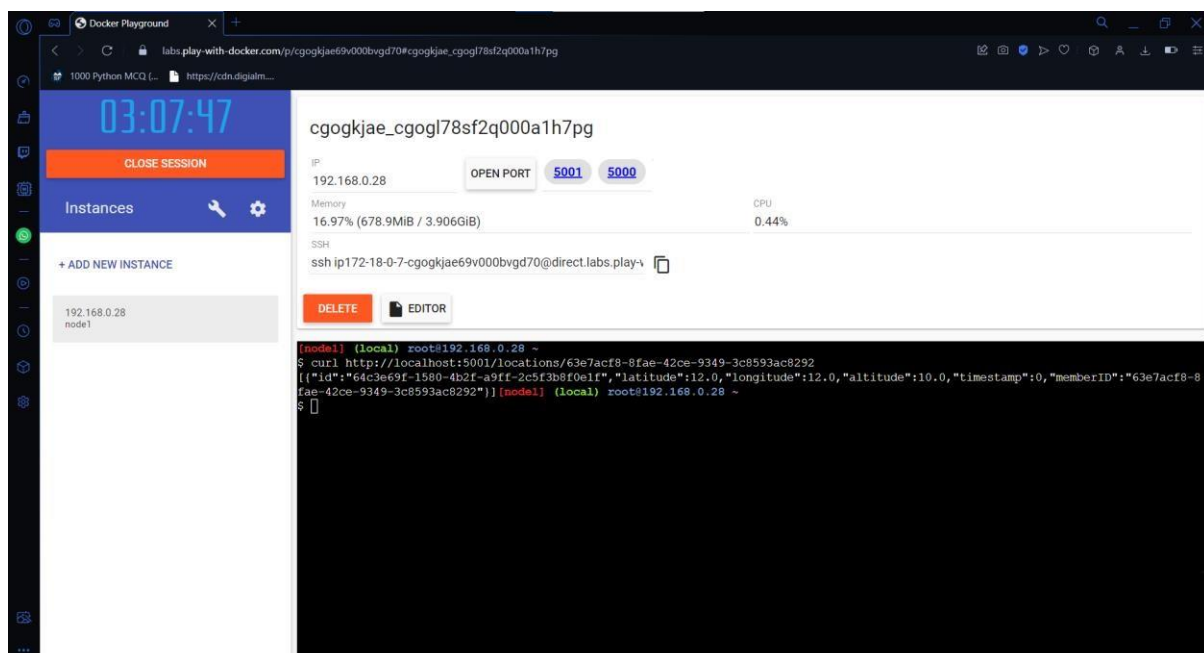 Docker Playground
labs.play-with-docker.com/p/cgogkjae69v000bvgd70#cgogkjae_cgogl78sf2q000a1h7pg
1000 Python MCQ (... https://cdn.digialm....
03:07:47
CLOSE SESSION
Instances
+ ADD NEW INSTANCE
192.168.0.28
node1
cgogkjae_cgogl78sf2q000a1h7pg
IP
192.168.0.28
OPEN PORT 5001 5000
Memory CPU
16.97% (678.9MiB / 3.906GiB) 0.44%
SSH
ssh ip172-18-0-7-cgogkjae69v000bvgd70@direct.labs.play-v
DELETE EDITOR
[node1] (local) root@192.168.0.28 ~
$ curl http://localhost:5001/locations/63e7acf8-8fae-42ce-9349-3c8593ac8292
[{"id":"64c3e69f-1580-4b2f-a9ff-2c5f3b8f0e1f","latitude":12.0,"longitude":12.0,"altitude":10.0,"timestamp":0,"memberID":"63e7acf8-8
fae-42ce-9349-3c8593ac8292"}][node1] (local) root@192.168.0.28 ~
$